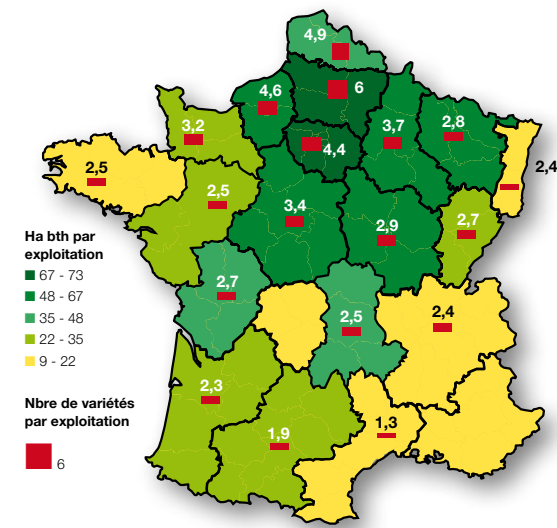 4,9
4,6
6
3,2
3,7
2,8
4,4
2,4
2,5
2,5
3,4
2,9
2,7
Ha bth par
exploitation
67 - 73
48 - 67
35 - 48
22 - 35
9 - 22
2,7
2,5
2,4
2,3
1,9
1,3
Nbre de variétés
par exploitation
6